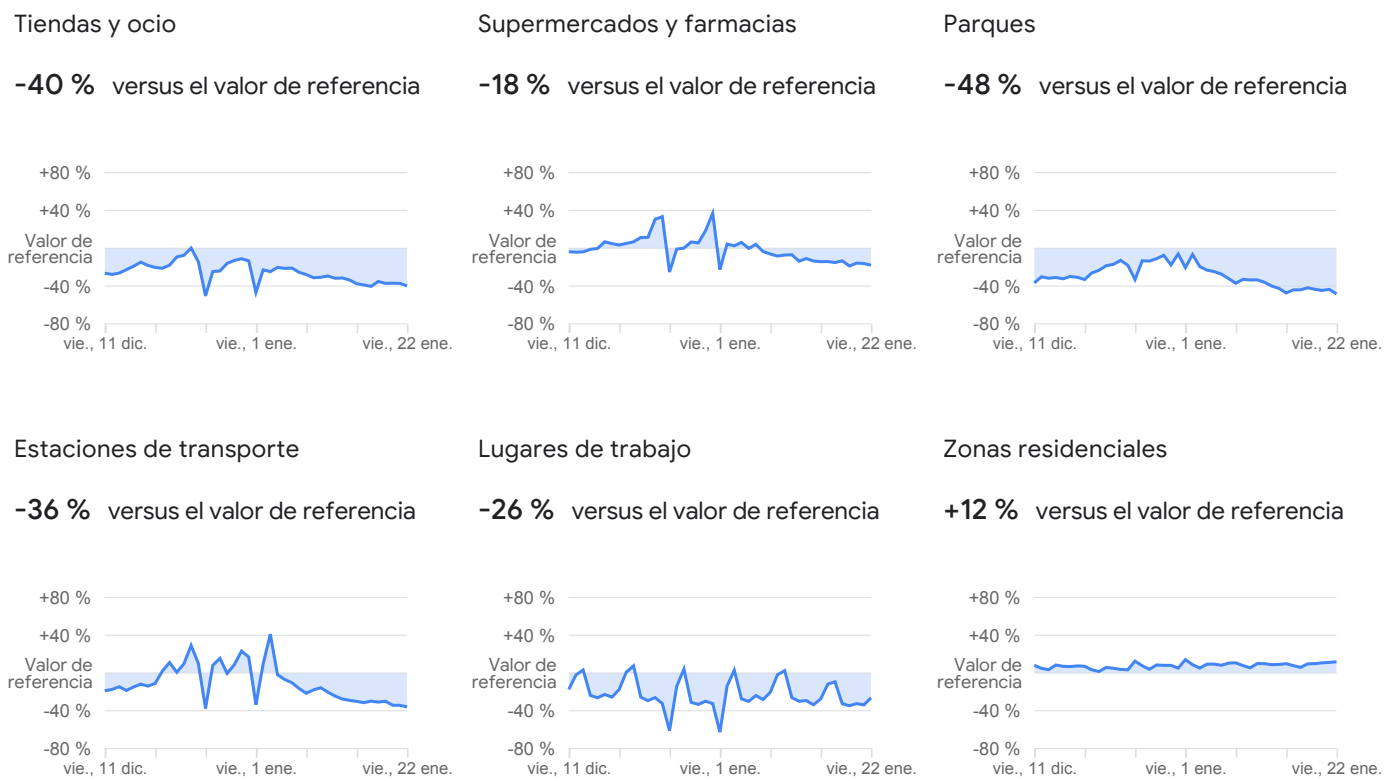 Tiendas y ocio
-40 % versus el valor de referencia
+80 %
+40 %
Valor de
referencia
-40 %
-80 %
vie., 11 dic.
vie., 1 ene.
vie., 22 ene.
Supermercados y farmacias
-18 % versus el valor de referencia
+80 %
+40 %
Valor de
referencia
-40 %
-80 %
vie., 11 dic.
vie., 1 ene.
vie., 22 ene.
Parques
-48 % versus el valor de referencia
+80 %
+40 %
Valor de
referencia
-40 %
-80 %
vie., 11 dic.
vie., 1 ene.
vie., 22 ene.
Estaciones de transporte
-36 % versus el valor de referencia
+80 %
+40 %
Valor de
referencia
-40 %
-80 %
vie., 11 dic.
vie., 1 ene.
vie., 22 ene.
Lugares de trabajo
-26 % versus el valor de referencia
+80 %
+40 %
Valor de
referencia
-40 %
-80 %
vie., 11 dic.
vie., 1 ene.
vie., 22 ene.
Zonas residenciales
+12 % versus el valor de referencia
+80 %
+40 %
Valor de
referencia
-40 %
-80 %
vie., 11 dic.
vie., 1 ene.
vie., 22 ene.